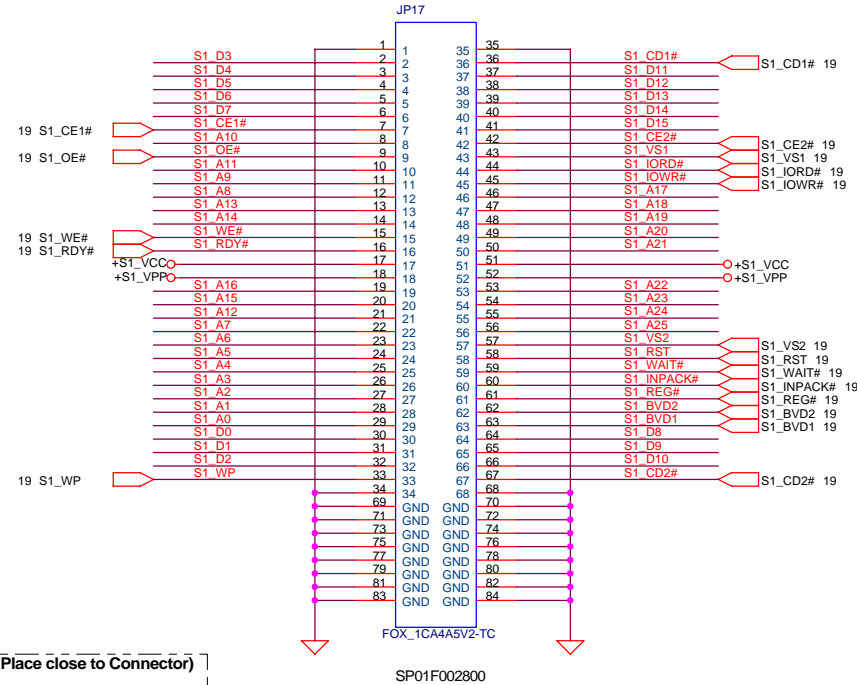 JP17
1 1 35 35
S1_D3 2 2 36 36 S1_CD1# S1_CD1# 19
S1_D4 3 3 37 37 S1_D11
S1_D5 4 4 38 38 S1_D12
S1_D6 5 5 39 39 S1_D13
S1_D7 6 6 40 40 S1_D14
19 S1_CE1# S1_CE1# 7 7 41 41 S1_D15
S1_A10 8 8 42 42 S1_CE2# S1_CE2# 19
19 S1_OE# S1_OE# 9 9 43 43 S1_VS1 S1_VS1 19
S1_A11 10 10 44 44 S1_IORD# S1_IORD# 19
S1_A9 11 11 45 45 S1_IOWR# S1_IOWR# 19
S1_A8 12 12 46 46 S1_A17
S1_A13 13 13 47 47 S1_A18
S1_A14 14 14 48 48 S1_A19
19 S1_WE# S1_WE# 15 15 49 49 S1_A20
19 S1_RDY# S1_RDY# 16 16 50 50 S1_A21
+S1_VCC 17 17 51 51 +S1_VCC
+S1_VPP 18 18 52 52 +S1_VPP
S1_A16 19 19 53 53 S1_A22
S1_A15 20 20 54 54 S1_A23
S1_A12 21 21 55 55 S1_A24
S1_A7 22 22 56 56 S1_A25
S1_A6 23 23 57 57 S1_VS2 S1_VS2 19
S1_A5 24 24 58 58 S1_RST S1_RST 19
S1_A4 25 25 59 59 S1_WAIT# S1_WAIT# 19
S1_A3 26 26 60 60 S1_INPACK# S1_INPACK# 19
S1_A2 27 27 61 61 S1_REG# S1_REG# 19
S1_A1 28 28 62 62 S1_BVD2 S1_BVD2 19
S1_A0 29 29 63 63 S1_BVD1 S1_BVD1 19
S1_D0 30 30 64 64 S1_D8
S1_D1 31 31 65 65 S1_D9
S1_D2 32 32 66 66 S1_D10
19 S1_WP S1_WP 33 33 67 67 S1_CD2# S1_CD2# 19
34 34 68 68
69 GND GND 70
71 GND GND 72
73 GND GND 74
75 GND GND 76
77 GND GND 78
79 GND GND 80
81 GND GND 82
83 GND GND 84
FOX_1CA4A5V2-TC
Place close to Connector)
SP01F002800